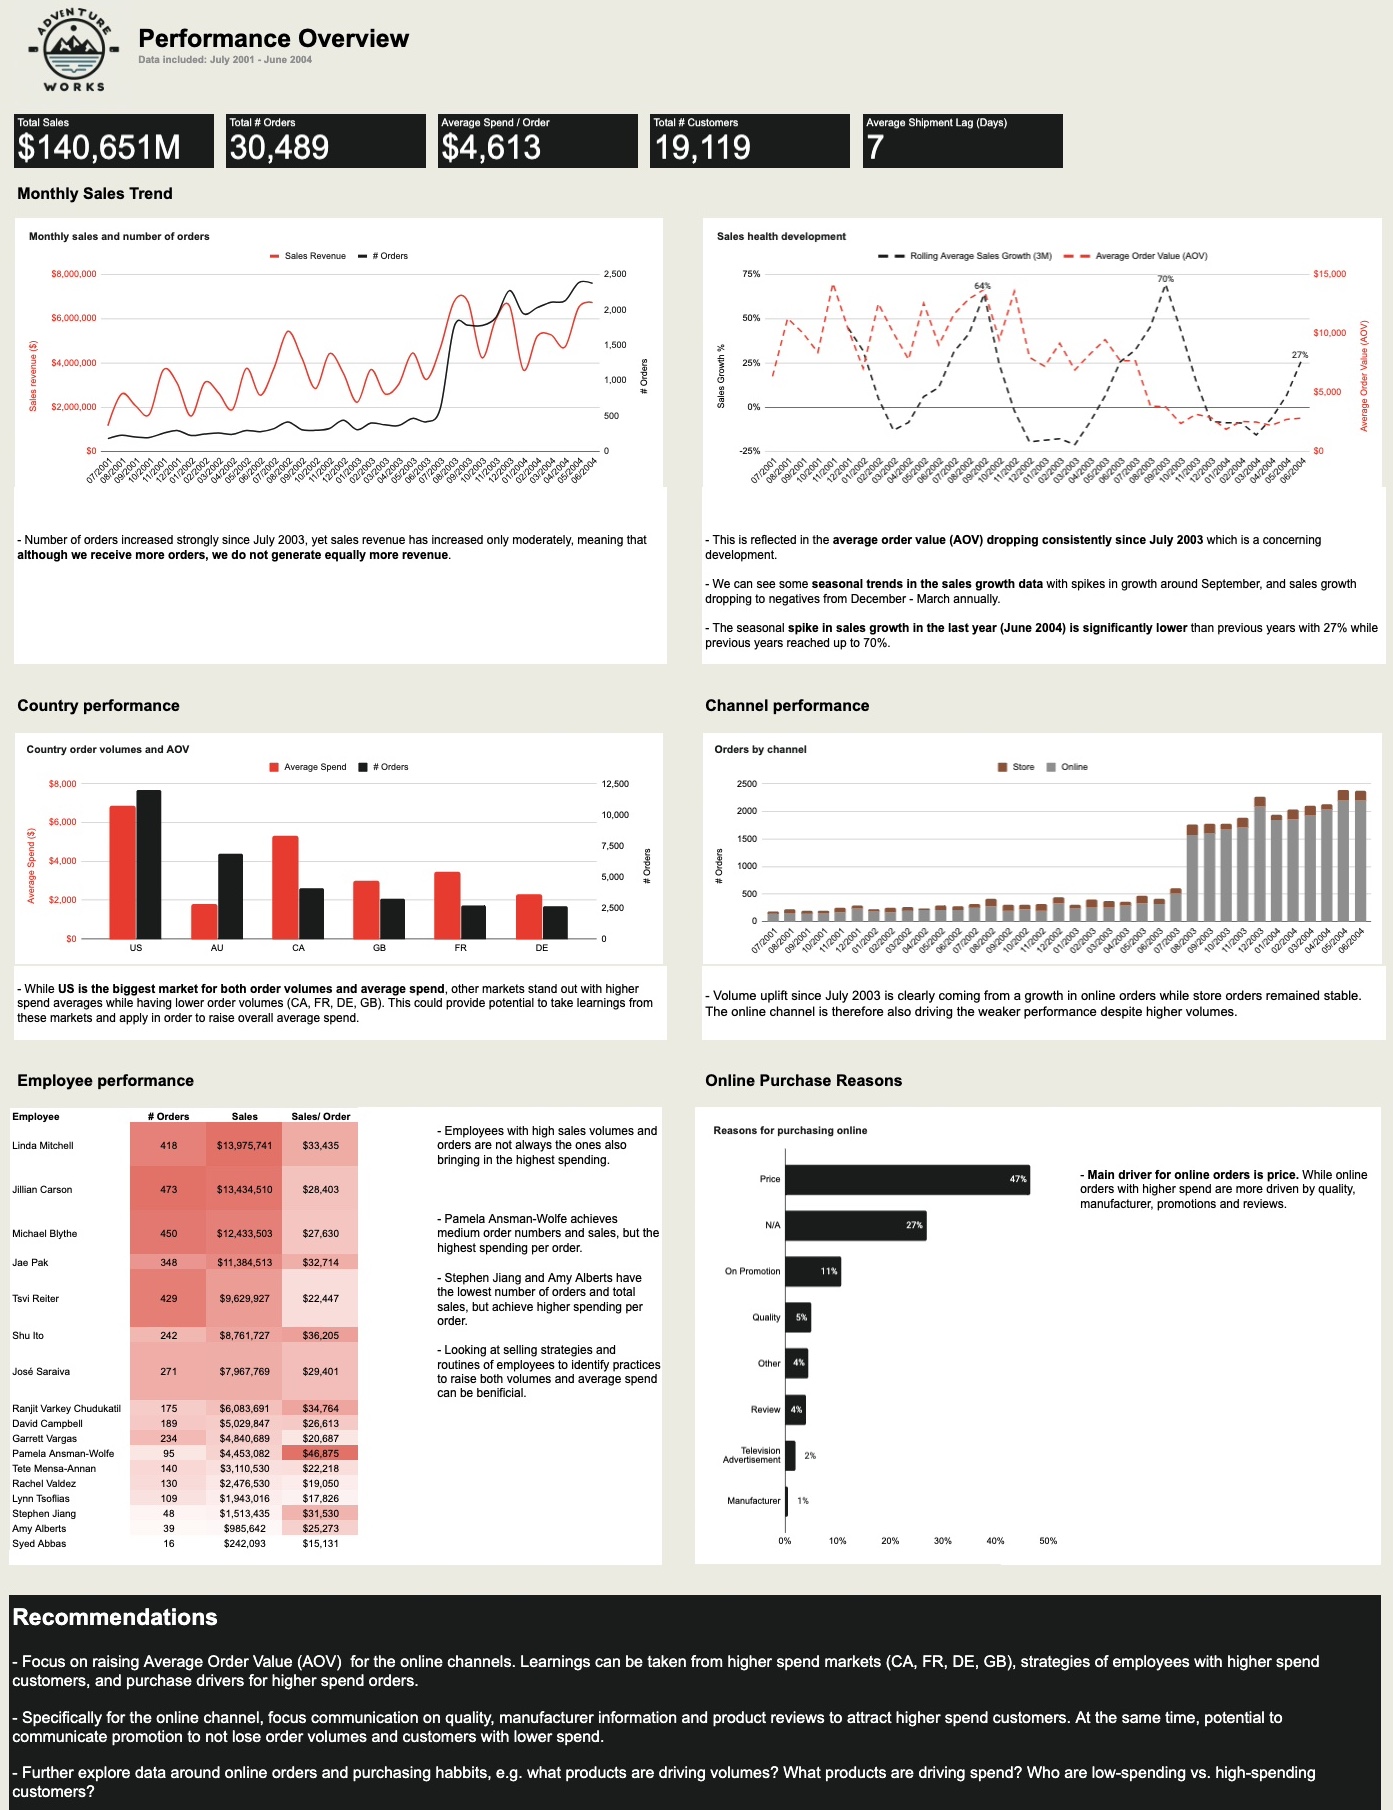 ADVENTURE
WORKS
Performance Overview
Data included: July 2001 - June 2004
Total Sales
$140,651M
Total # Orders
30,489
Average Spend / Order
$4,613
Total # Customers
19,119
Average Shipment Lag (Days)
7
Monthly Sales Trend
Monthly sales and number of orders
Sales Revenue # Orders
$8,000,000
$6,000,000
$4,000,000
$2,000,000
$0
Sales revenue ($)
2,500
2,000
1,500
1,000
500
0
# Orders
07/2001 08/2001 09/2001 10/2001 11/2001 12/2001 01/2002 02/2002 03/2002 04/2002 05/2002 06/2002 07/2002 08/2002 09/2002 10/2002 11/2002 12/2002 01/2003 02/2003 03/2003 04/2003 05/2003 06/2003 07/2003 08/2003 09/2003 10/2003 11/2003 12/2003 01/2004 02/2004 03/2004 04/2004 05/2004 06/2004
- Number of orders increased strongly since July 2003, yet sales revenue has increased only moderately, meaning that
although we receive more orders, we do not generate equally more revenue.
Sales health development
Rolling Average Sales Growth (3M) Average Order Value (AOV)
75%
50%
25%
0%
-25%
Sales Growth %
64%
70%
27%
$15,000
$10,000
$5,000
$0
Average Order Value (AOV)
07/2001 08/2001 09/2001 10/2001 11/2001 12/2001 01/2002 02/2002 03/2002 04/2002 05/2002 06/2002 07/2002 08/2002 09/2002 10/2002 11/2002 12/2002 01/2003 02/2003 03/2003 04/2003 05/2003 06/2003 07/2003 08/2003 09/2003 10/2003 11/2003 12/2003 01/2004 02/2004 03/2004 04/2004 05/2004 06/2004
- This is reflected in the average order value (AOV) dropping consistently since July 2003 which is a concerning
development.
- We can see some seasonal trends in the sales growth data with spikes in growth around September, and sales growth
dropping to negatives from December - March annually.
- The seasonal spike in sales growth in the last year (June 2004) is significantly lower than previous years with 27% while
previous years reached up to 70%.
Country performance
Country order volumes and AOV
Average Spend # Orders
$8,000
$6,000
$4,000
$2,000
$0
Average Spend ($)
12,500
10,000
7,500
5,000
2,500
0
# Orders
US AU CA GB FR DE
- While US is the biggest market for both order volumes and average spend, other markets stand out with higher
spend averages while having lower order volumes (CA, FR, DE, GB). This could provide potential to take learnings from
these markets and apply in order to raise overall average spend.
Channel performance
Orders by channel
Store Online
2500
2000
1500
1000
500
0
# Orders
07/2001 08/2001 09/2001 10/2001 11/2001 12/2001 01/2002 02/2002 03/2002 04/2002 05/2002 06/2002 07/2002 08/2002 09/2002 10/2002 11/2002 12/2002 01/2003 02/2003 03/2003 04/2003 05/2003 06/2003 07/2003 08/2003 09/2003 10/2003 11/2003 12/2003 01/2004 02/2004 03/2004 04/2004 05/2004 06/2004
- Volume uplift since July 2003 is clearly coming from a growth in online orders while store orders remained stable.
The online channel is therefore also driving the weaker performance despite higher volumes.
Employee performance
Employee # Orders Sales Sales/ Order
Linda Mitchell 418 $13,975,741 $33,435
Jillian Carson 473 $13,434,510 $28,403
Michael Blythe 450 $12,433,503 $27,630
Jae Pak 348 $11,384,513 $32,714
Tsvi Reiter 429 $9,629,927 $22,447
Shu Ito 242 $8,761,727 $36,205
José Saraiva 271 $7,967,769 $29,401
Ranjit Varkey Chudukatil 175 $6,083,691 $34,764
David Campbell 189 $5,029,847 $26,613
Garrett Vargas 234 $4,840,689 $20,687
Pamela Ansman-Wolfe 95 $4,453,082 $46,875
Tete Mensa-Annan 140 $3,110,530 $22,218
Rachel Valdez 130 $2,476,530 $19,050
Lynn Tsoflias 109 $1,943,016 $17,826
Stephen Jiang 48 $1,513,435 $31,530
Amy Alberts 39 $985,642 $25,273
Syed Abbas 16 $242,093 $15,131
- Employees with high sales volumes and
orders are not always the ones also
bringing in the highest spending.
- Pamela Ansman-Wolfe achieves
medium order numbers and sales, but the
highest spending per order.
- Stephen Jiang and Amy Alberts have
the lowest number of orders and total
sales, but achieve higher spending per
order.
- Looking at selling strategies and
routines of employees to identify practices
to raise both volumes and average spend
can be benificial.
Online Purchase Reasons
Reasons for purchasing online
Price 47%
N/A 27%
On Promotion 11%
Quality 5%
Other 4%
Review 4%
Television
Advertisement 2%
Manufacturer 1%
0% 10% 20% 30% 40% 50%
- Main driver for online orders is price. While online
orders with higher spend are more driven by quality,
manufacturer, promotions and reviews.
Recommendations
- Focus on raising Average Order Value (AOV)  for the online channels. Learnings can be taken from higher spend markets (CA, FR, DE, GB), strategies of employees with higher spend
customers, and purchase drivers for higher spend orders.
- Specifically for the online channel, focus communication on quality, manufacturer information and product reviews to attract higher spend customers. At the same time, potential to
communicate promotion to not lose order volumes and customers with lower spend.
- Further explore data around online orders and purchasing habbits, e.g. what products are driving volumes? What products are driving spend? Who are low-spending vs. high-spending
customers?